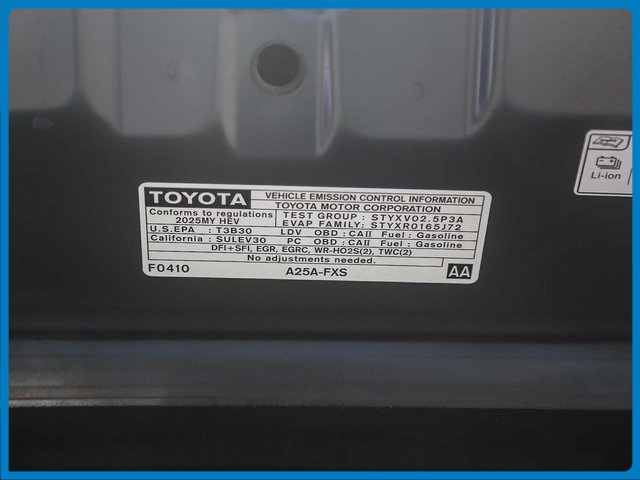 TOYOTA
VEHICLE EMISSION CONTROL INFORMATION
TOYOTA MOTOR CORPORATION
Conforms to regulations
2025MY HEV
TEST GROUP : STYXV02.5P3A
EVAP FAMILY: STYXR0165J72
U.S.EPA : T3B30 LDV OBD : CAII Fuel : Gasoline
California : SULEV30 PC OBD : CAII Fuel : Gasoline
DFI+SFI, EGR, EGRC, WR-HO2S(2), TWC(2)
No adjustments needed.
F0410 A25A-FXS AA
Li-ion